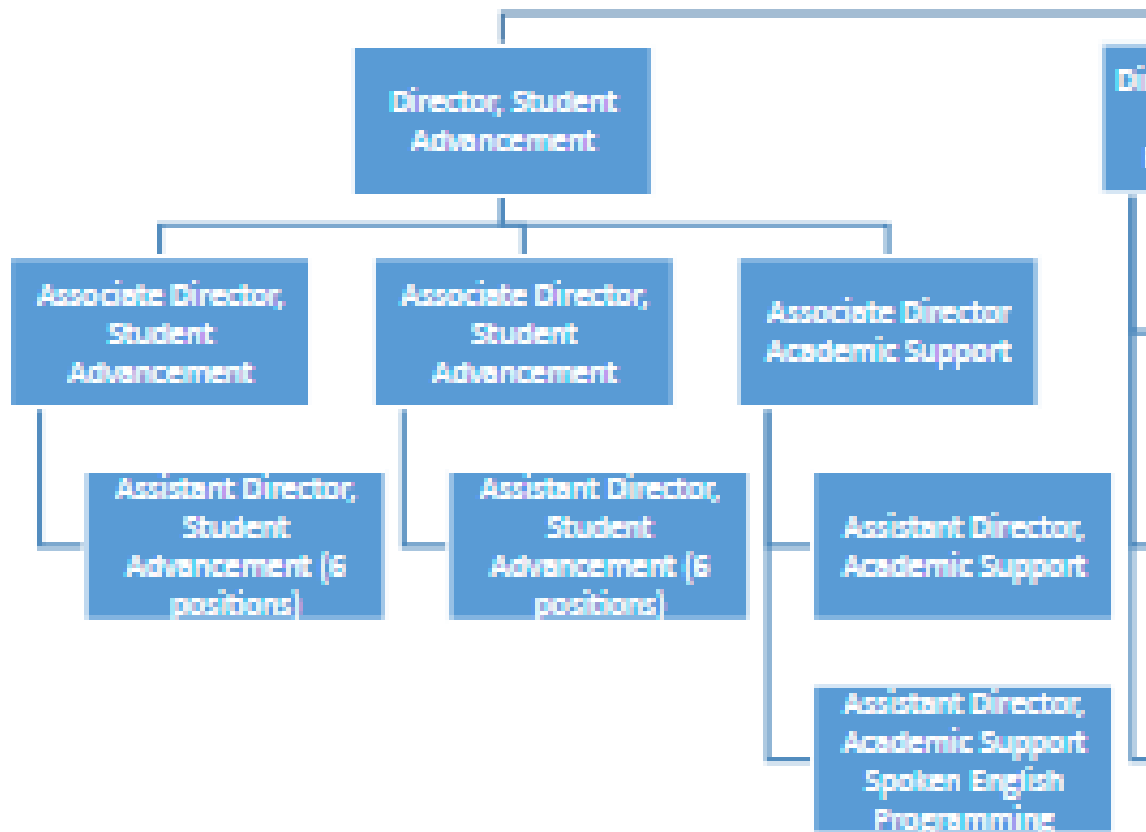 Director, Student
Advancement
Associate Director,
Student
Advancement
Associate Director,
Student
Advancement
Associate Director
Academic Support
Assistant Director,
Student
Advancement (6
positions)
Assistant Director,
Student
Advancement (6
positions)
Assistant Director,
Academic Support
Assistant Director,
Academic Support
Spoken English
Programming